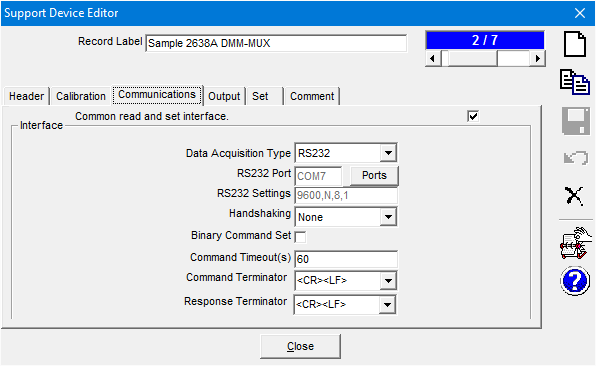 Support Device Editor
Record Label Sample 2638A DMM-MUX
2 / 7
Header Calibration Communications Output Set Comment
Common read and set interface.
Interface
Data Acquisition Type RS232
RS232 Port COM7 Ports
RS232 Settings 9600,N,8,1
Handshaking None
Binary Command Set
Command Timeout(s) 60
Command Terminator <CR><LF>
Response Terminator <CR><LF>
Close
?